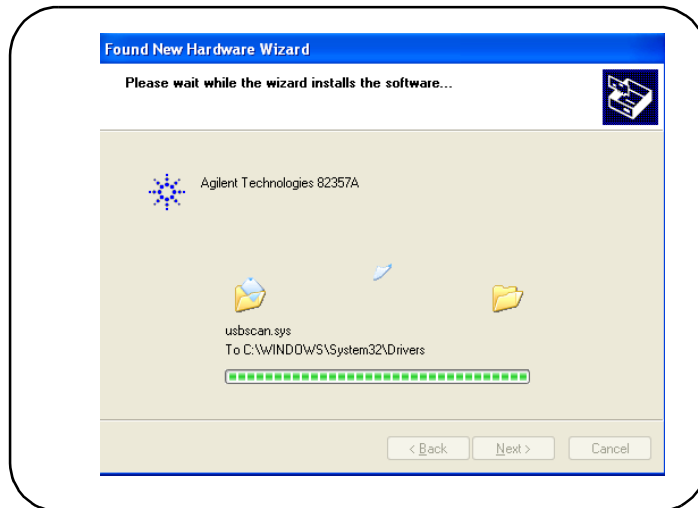 Found New Hardware Wizard
Please wait while the wizard installs the software...
Agilent Technologies 82357A
usbscan.sys
To C:\WINDOWS\System32\Drivers
< Back Next > Cancel